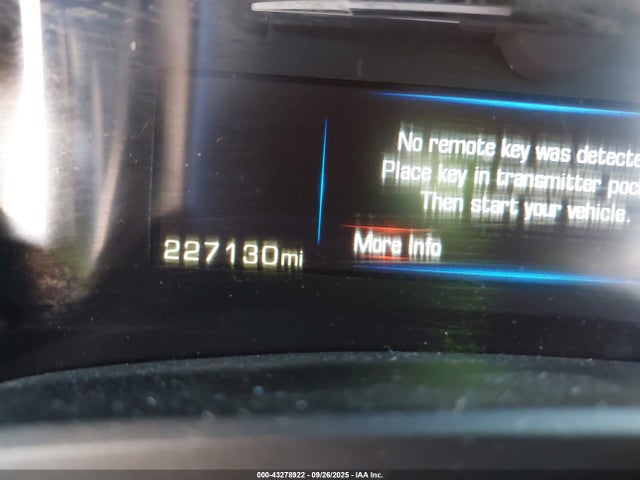 No remote key was detecte
Place key in transmitter poc
Then start your vehicle.
More Info
227130mi
000-43278922 - 09/26/2025 - IAA Inc.